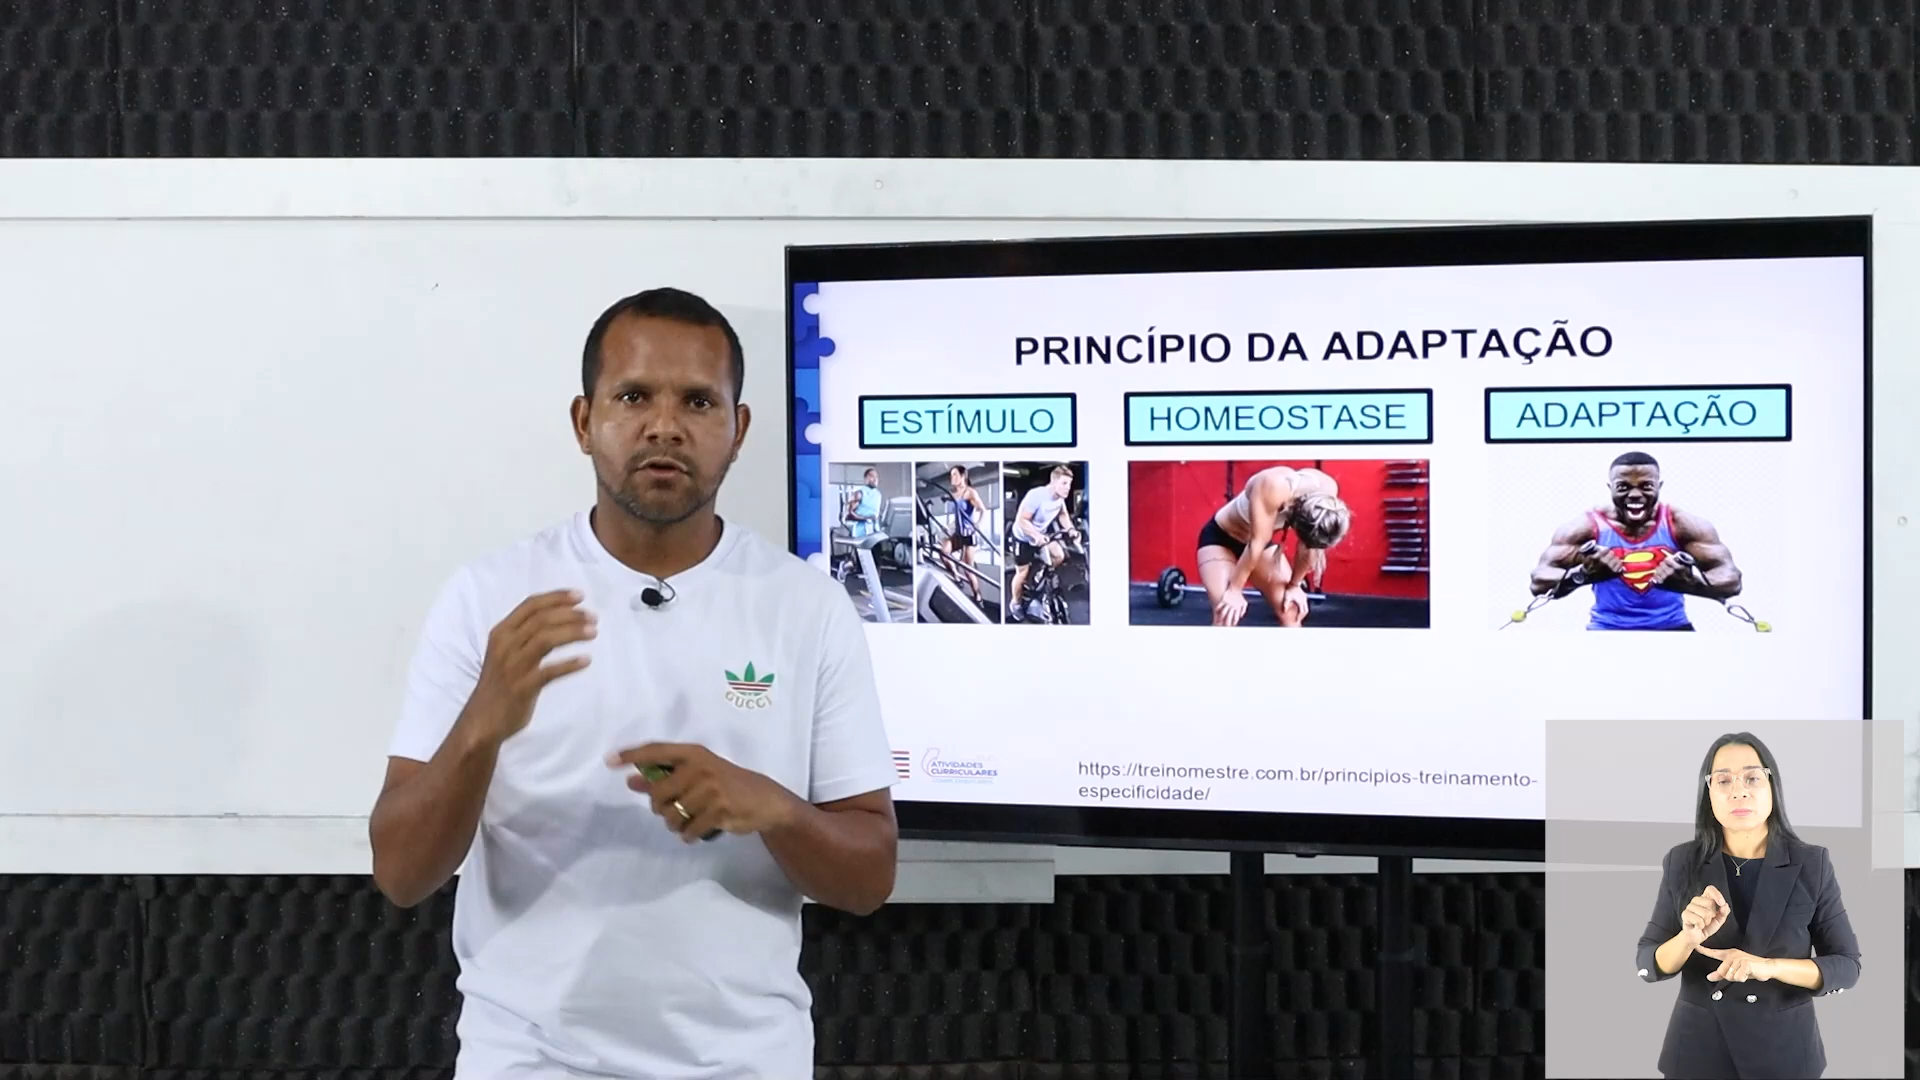 PRINCÍPIO DA ADAPTAÇÃO
ESTÍMULO
HOMEOSTASE
ADAPTAÇÃO
GUCCI
ATIVIDADES
CURRICULARES
https://treinomestre.com.br/principios-treinamento-
especificidade/